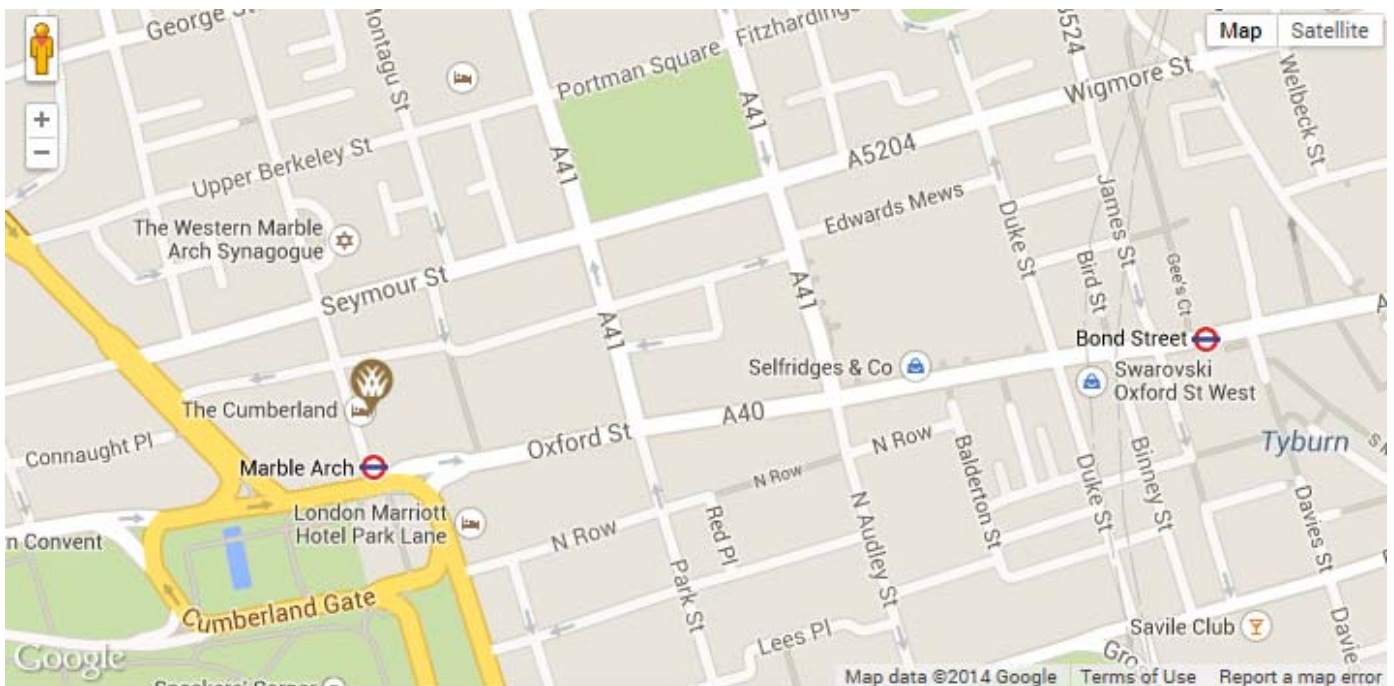 George St
Montagu St
Portman Square
Fitzhardinge
A41
A5524
Map
Satellite
+
−
Wigmore St
Welbeck St
A41
A41
A5204
Upper Berkeley St
Edwards Mews
James St
The Western Marble
Arch Synagogue
Duke St
Bird St
Gee's Ct
Seymour St
A41
A41
Bond Street
Selfridges & Co
Swarovski
Oxford St West
The Cumberland
A40
Connaught Pl
Oxford St
N Row
Tyburn
Marble Arch
N Row
Balderton St
Duke St
Binney St
London Marriott
Hotel Park Lane
n Convent
N Row
Red Pl
Park St
N Audley St
Davies St
Cumberland Gate
Lees Pl
Savile Club
Davie
Gro
Google
Map data ©2014 Google
Terms of Use
Report a map error